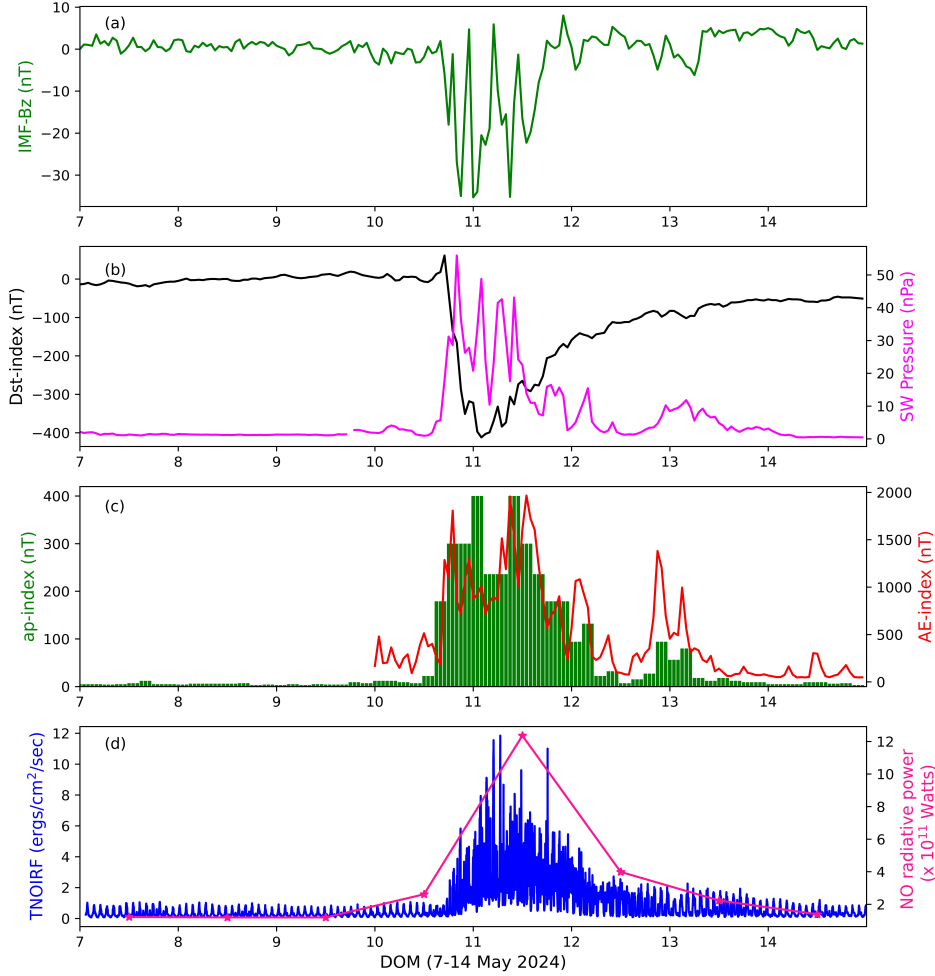 (a)
IMF-Bz (nT)
10
0
−10
−20
−30
7 8 9 10 11 12 13 14
(b)
Dst-index (nT)
0
−100
−200
−300
−400
SW Pressure (nPa)
50
40
30
20
10
0
7 8 9 10 11 12 13 14
(c)
ap-index (nT)
400
300
200
100
0
AE-index (nT)
2000
1500
1000
500
0
7 8 9 10 11 12 13 14
(d)
TNOIRF (ergs/cm²/sec)
12
10
8
6
4
2
0
NO radiative power
(x 10¹¹ Watts)
12
10
8
6
4
2
7 8 9 10 11 12 13 14
DOM (7-14 May 2024)